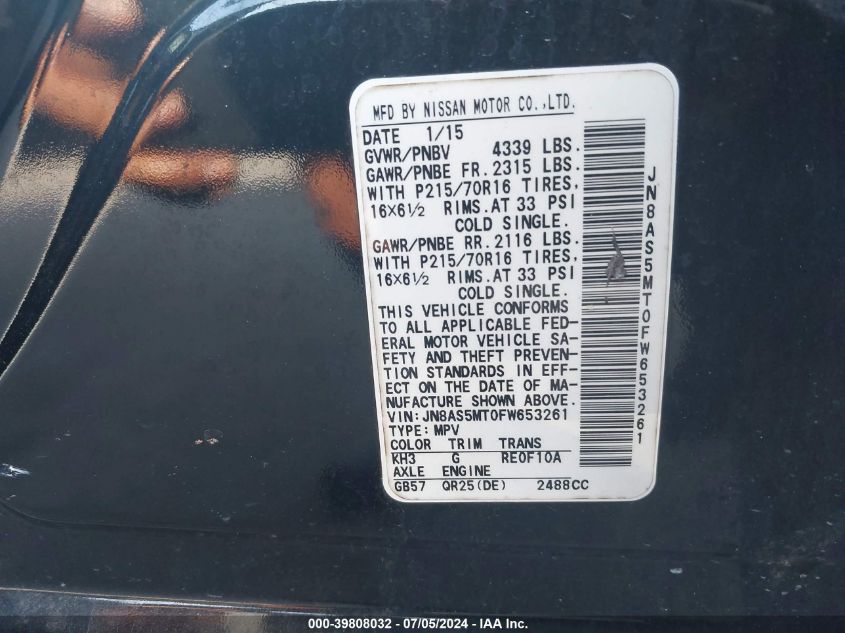 MFD BY NISSAN MOTOR CO.,LTD.
DATE 1/15
GVWR/PNBV 4339 LBS.
GAWR/PNBE FR. 2315 LBS.
WITH P215/70R16 TIRES,
16×6½ RIMS. AT 33 PSI
COLD SINGLE.
GAWR/PNBE RR. 2116 LBS.
WITH P215/70R16 TIRES,
16×6½ RIMS. AT 33 PSI
COLD SINGLE.
THIS VEHICLE CONFORMS
TO ALL APPLICABLE FED-
ERAL MOTOR VEHICLE SA-
FETY AND THEFT PREVEN-
TION STANDARDS IN EFF-
ECT ON THE DATE OF MA-
NUFACTURE SHOWN ABOVE.
VIN:JN8AS5MT0FW653261
TYPE:MPV
COLOR TRIM TRANS
KH3 G RE0F10A
AXLE ENGINE
GB57 QR25(DE) 2488CC
JN8AS5MT0FW653261
000-39808032 - 07/05/2024 - IAA Inc.